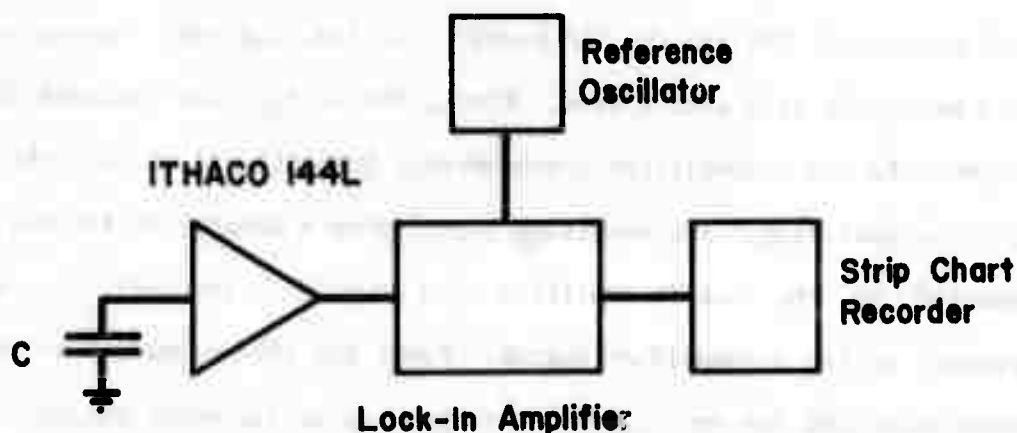 Reference
Oscillator
ITHACO 144L
Strip Chart
Recorder
C
Lock-In Amplifier